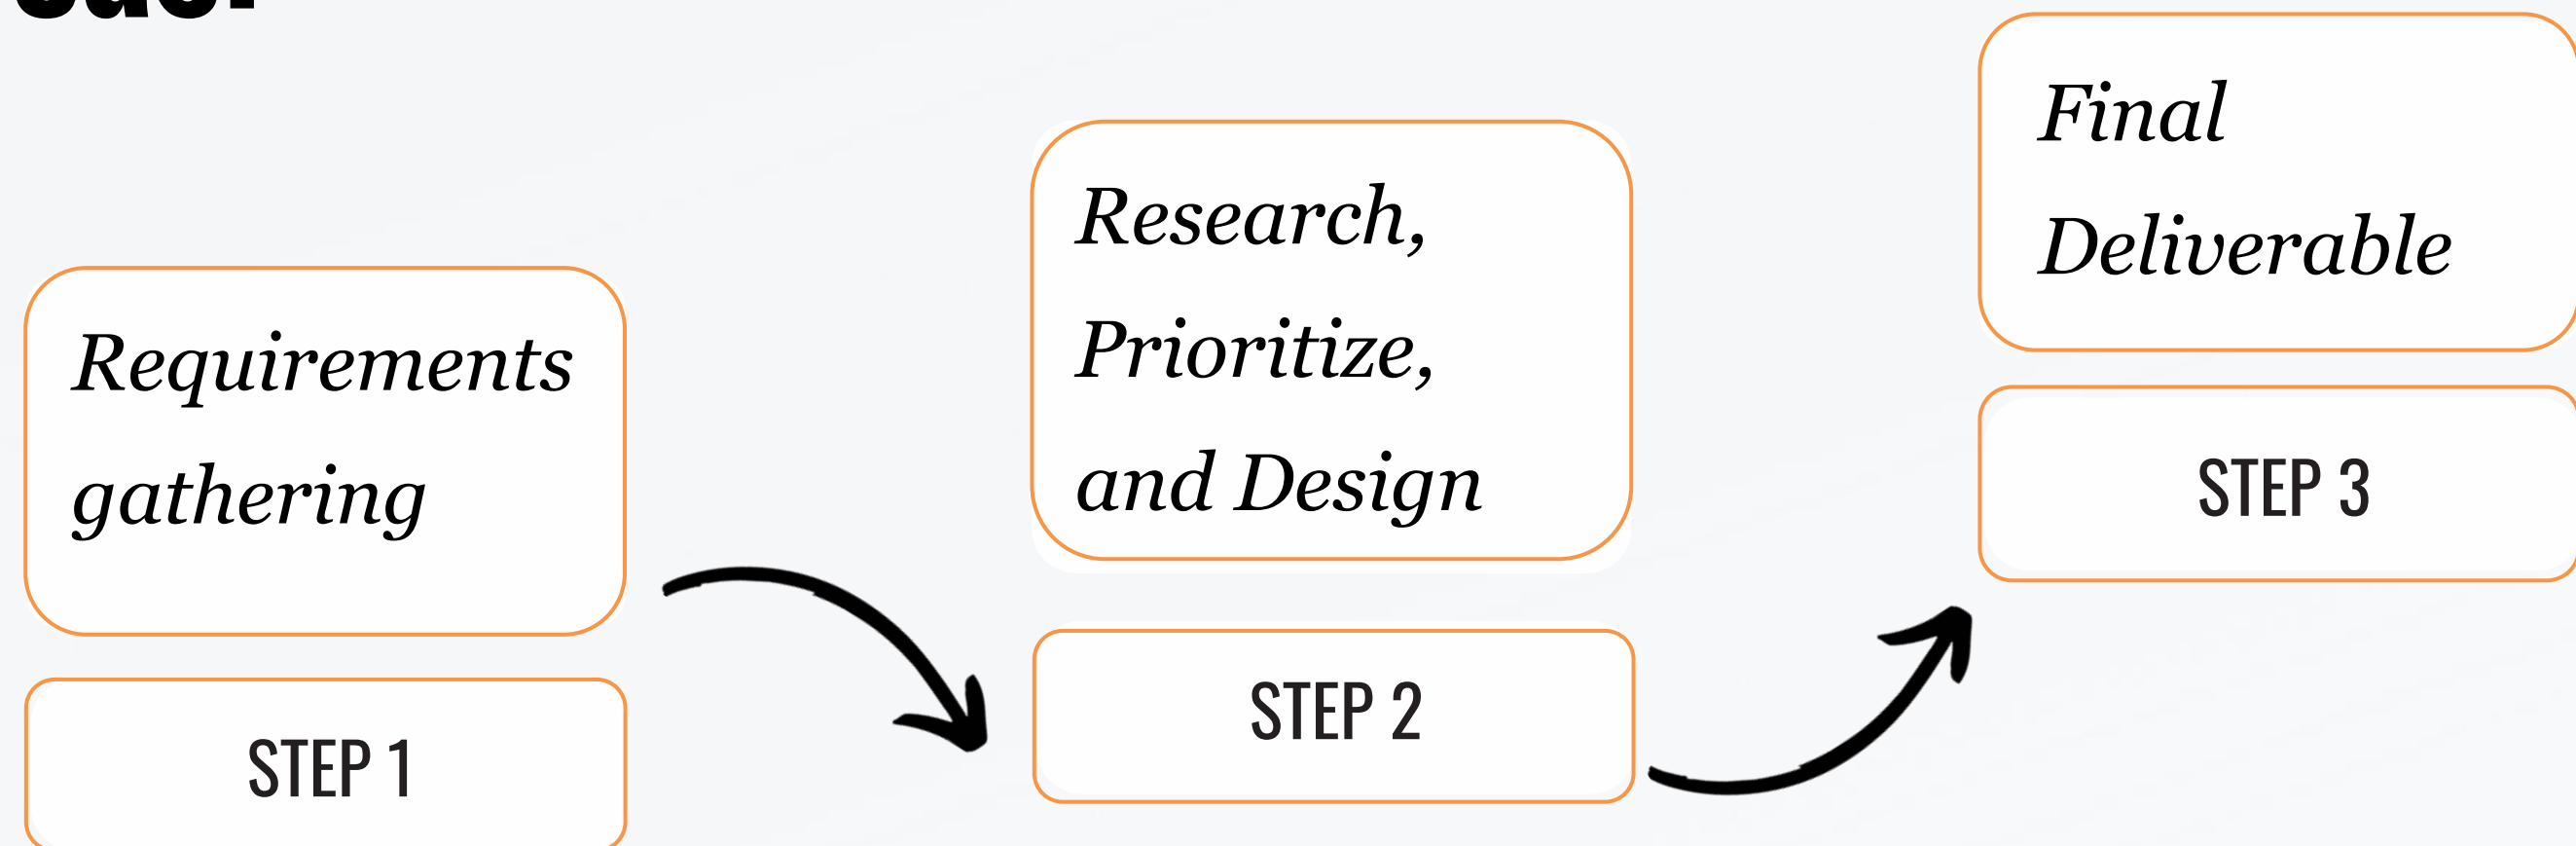 Requirements
gathering
STEP 1
Research,
Prioritize,
and Design
STEP 2
Final
Deliverable
STEP 3